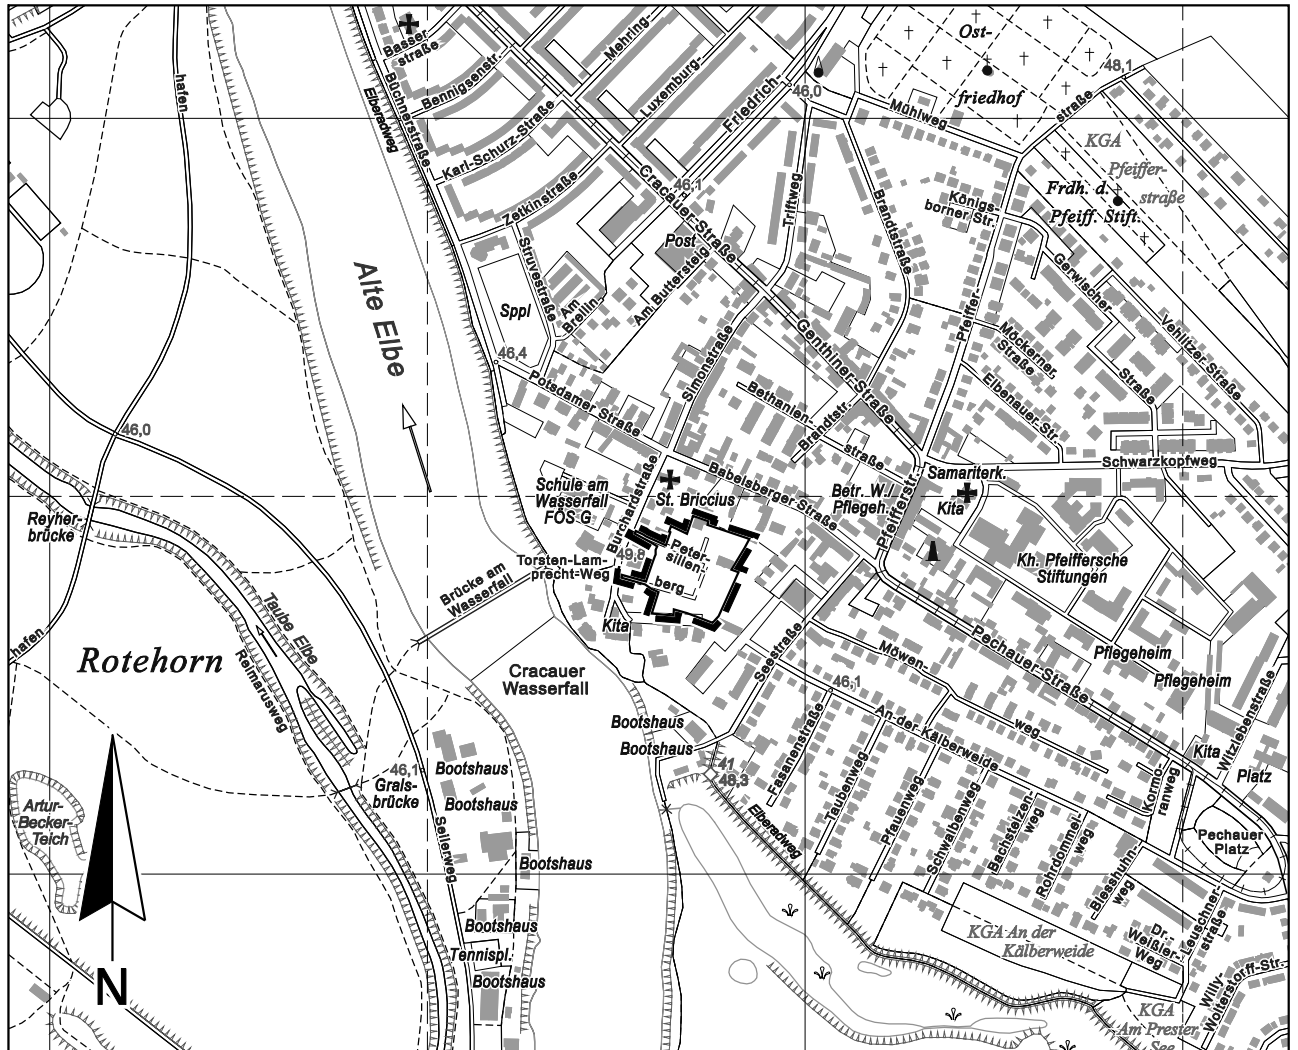 Basser-
straße
Mehring-
Ost-
friedhof
48,1
hafen
Büchnerstraße
Elberadweg
Bennigsenstr.
Luxemburg-
Friedrich-
46,0
Mühlweg
straße
KGA
Pfeiffer-
straße
Karl-Schurz-Straße
Cracauer-Straße
46,1
Triftweg
Brandtstraße
Königs-
borner Str.
Frdh. d.
Pfeiff. Stift.
Zetkinstraße
Post
Struvestraße
Am Buttersteig
Alte Elbe
Sppl
Am
Breilin
Gerwischer
Straße
Vehlitzer-Straße
Pfeiffer-
Möckerner
Straße
Genthiner-Straße
Simonstraße
46,4
Potsdamer Straße
Bethanien-
straße
Brandtstr.
Elbenauer-Str.
46,0
Schwarzkopfweg
Babelsberger-Straße
Samariterk.
Kita
Schule am
Wasserfall
FÖS G
St. Briccius
Betr. W./
Pflegeh.
Pfeifferstr.
Burchardstraße
Reyher-
brücke
49,8
Peter-
silien-
berg
Torsten-Lam-
precht-Weg
Kh. Pfeiffersche
Stiftungen
Brücke am
Wasserfall
Taube Elbe
Kita
hafen
Rotehorn
Reimarusweg
Cracauer
Wasserfall
Seestraße
Möwen-
weg
Pechauer-Straße
Pflegeheim
Pflegeheim
46,1
Witzlebenstraße
Bootshaus
Bootshaus
An-der Kälberweide
Fasanenstraße
41
48,3
Kita
Platz
Bootshaus
46,1
Grals-
brücke
Bootshaus
Taubenweg
Pfauenweg
Schwalbenweg
Bachstelzen-
weg
Rohrdommel-
weg
Kormo-
ranweg
Artur-
Becker-
Teich
Seilerweg
Elberadweg
Blesshuhn-
weg
Pechauer
Platz
Bootshaus
Bootshaus
KGA An der
Kälberweide
Dr.-
Weißler-
Weg
Leuschner-
straße
Tennispl.
Bootshaus
Willy-
Wolterstorff-Str.
KGA
Am Prester
See
N